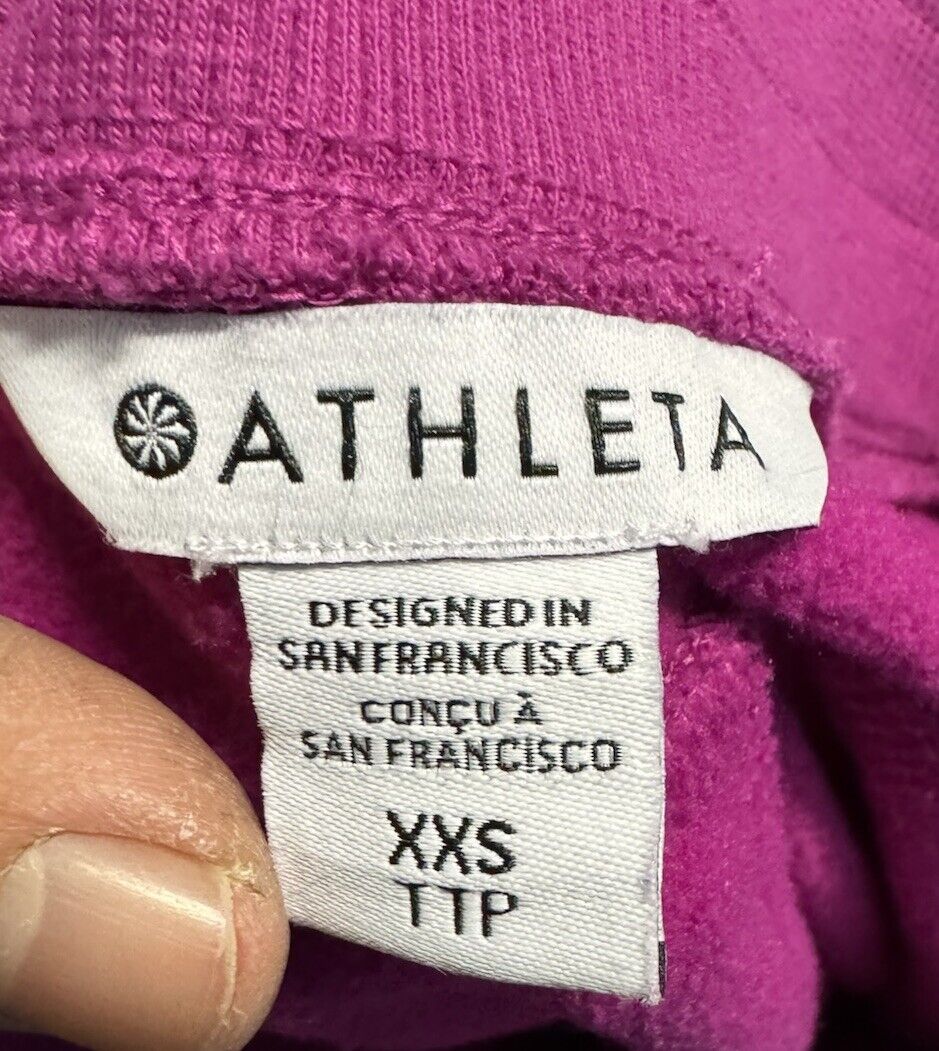 ATHLETA
DESIGNED IN
SAN FRANCISCO
CONÇU À
SAN FRANCISCO
XXS
TTP